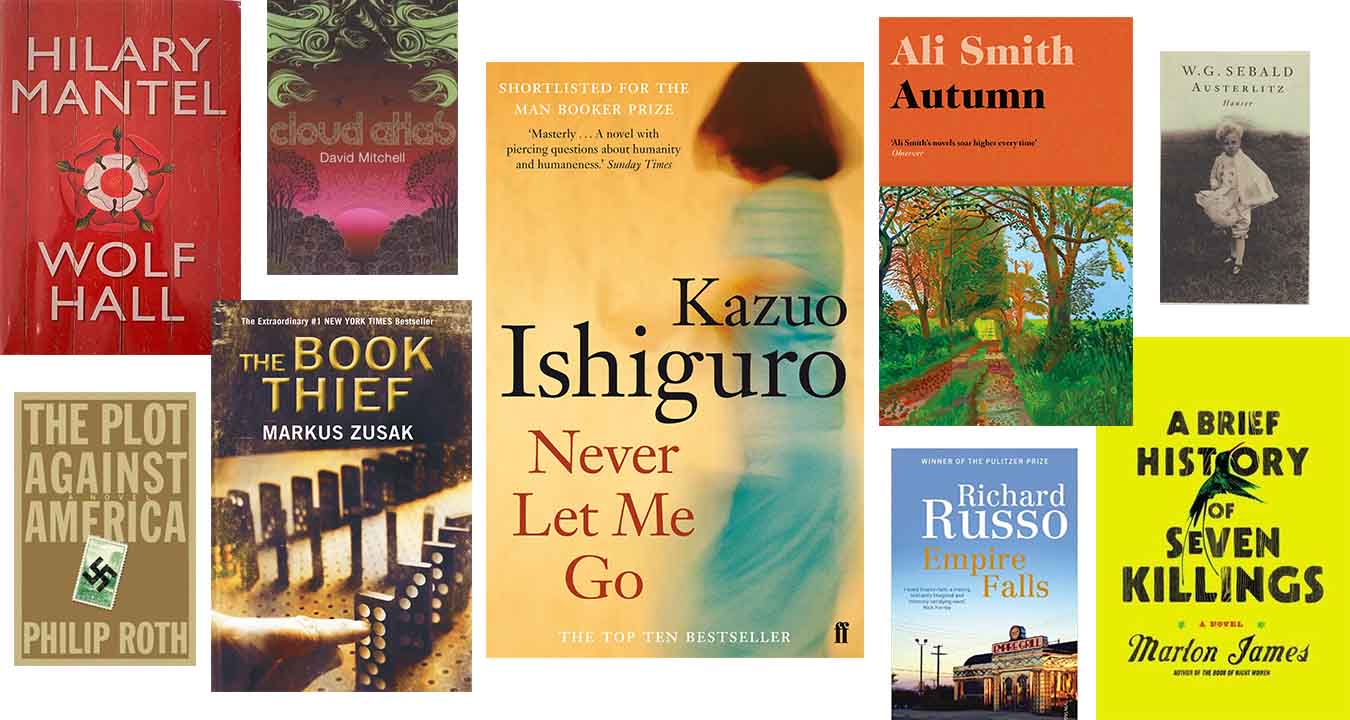 HILARY
MANTEL
WOLF
HALL
cloud atlas
David Mitchell
SHORTLISTED FOR THE
MAN BOOKER PRIZE
‘Masterly . . . A novel with
piercing questions about humanity
and humaneness.’ Sunday Times
Kazuo
Ishiguro
Never
Let Me
Go
THE TOP TEN BESTSELLER
ff
Ali Smith
Autumn
‘Ali Smith's novels soar higher every time’
Observer
W. G. SEBALD
AUSTERLITZ
Hanser
THE PLOT
AGAINST
A NOVEL
AMERICA
PHILIP ROTH
The Extraordinary #1 NEW YORK TIMES Bestseller
THE BOOK
THIEF
MARKUS ZUSAK
WINNER OF THE PULITZER PRIZE
Richard
Russo
Empire
Falls
EMPIRE GRILL
A BRIEF
HISTORY
OF
SEVEN
KILLINGS
A NOVEL
Marlon James
AUTHOR OF THE BOOK OF NIGHT WOMEN